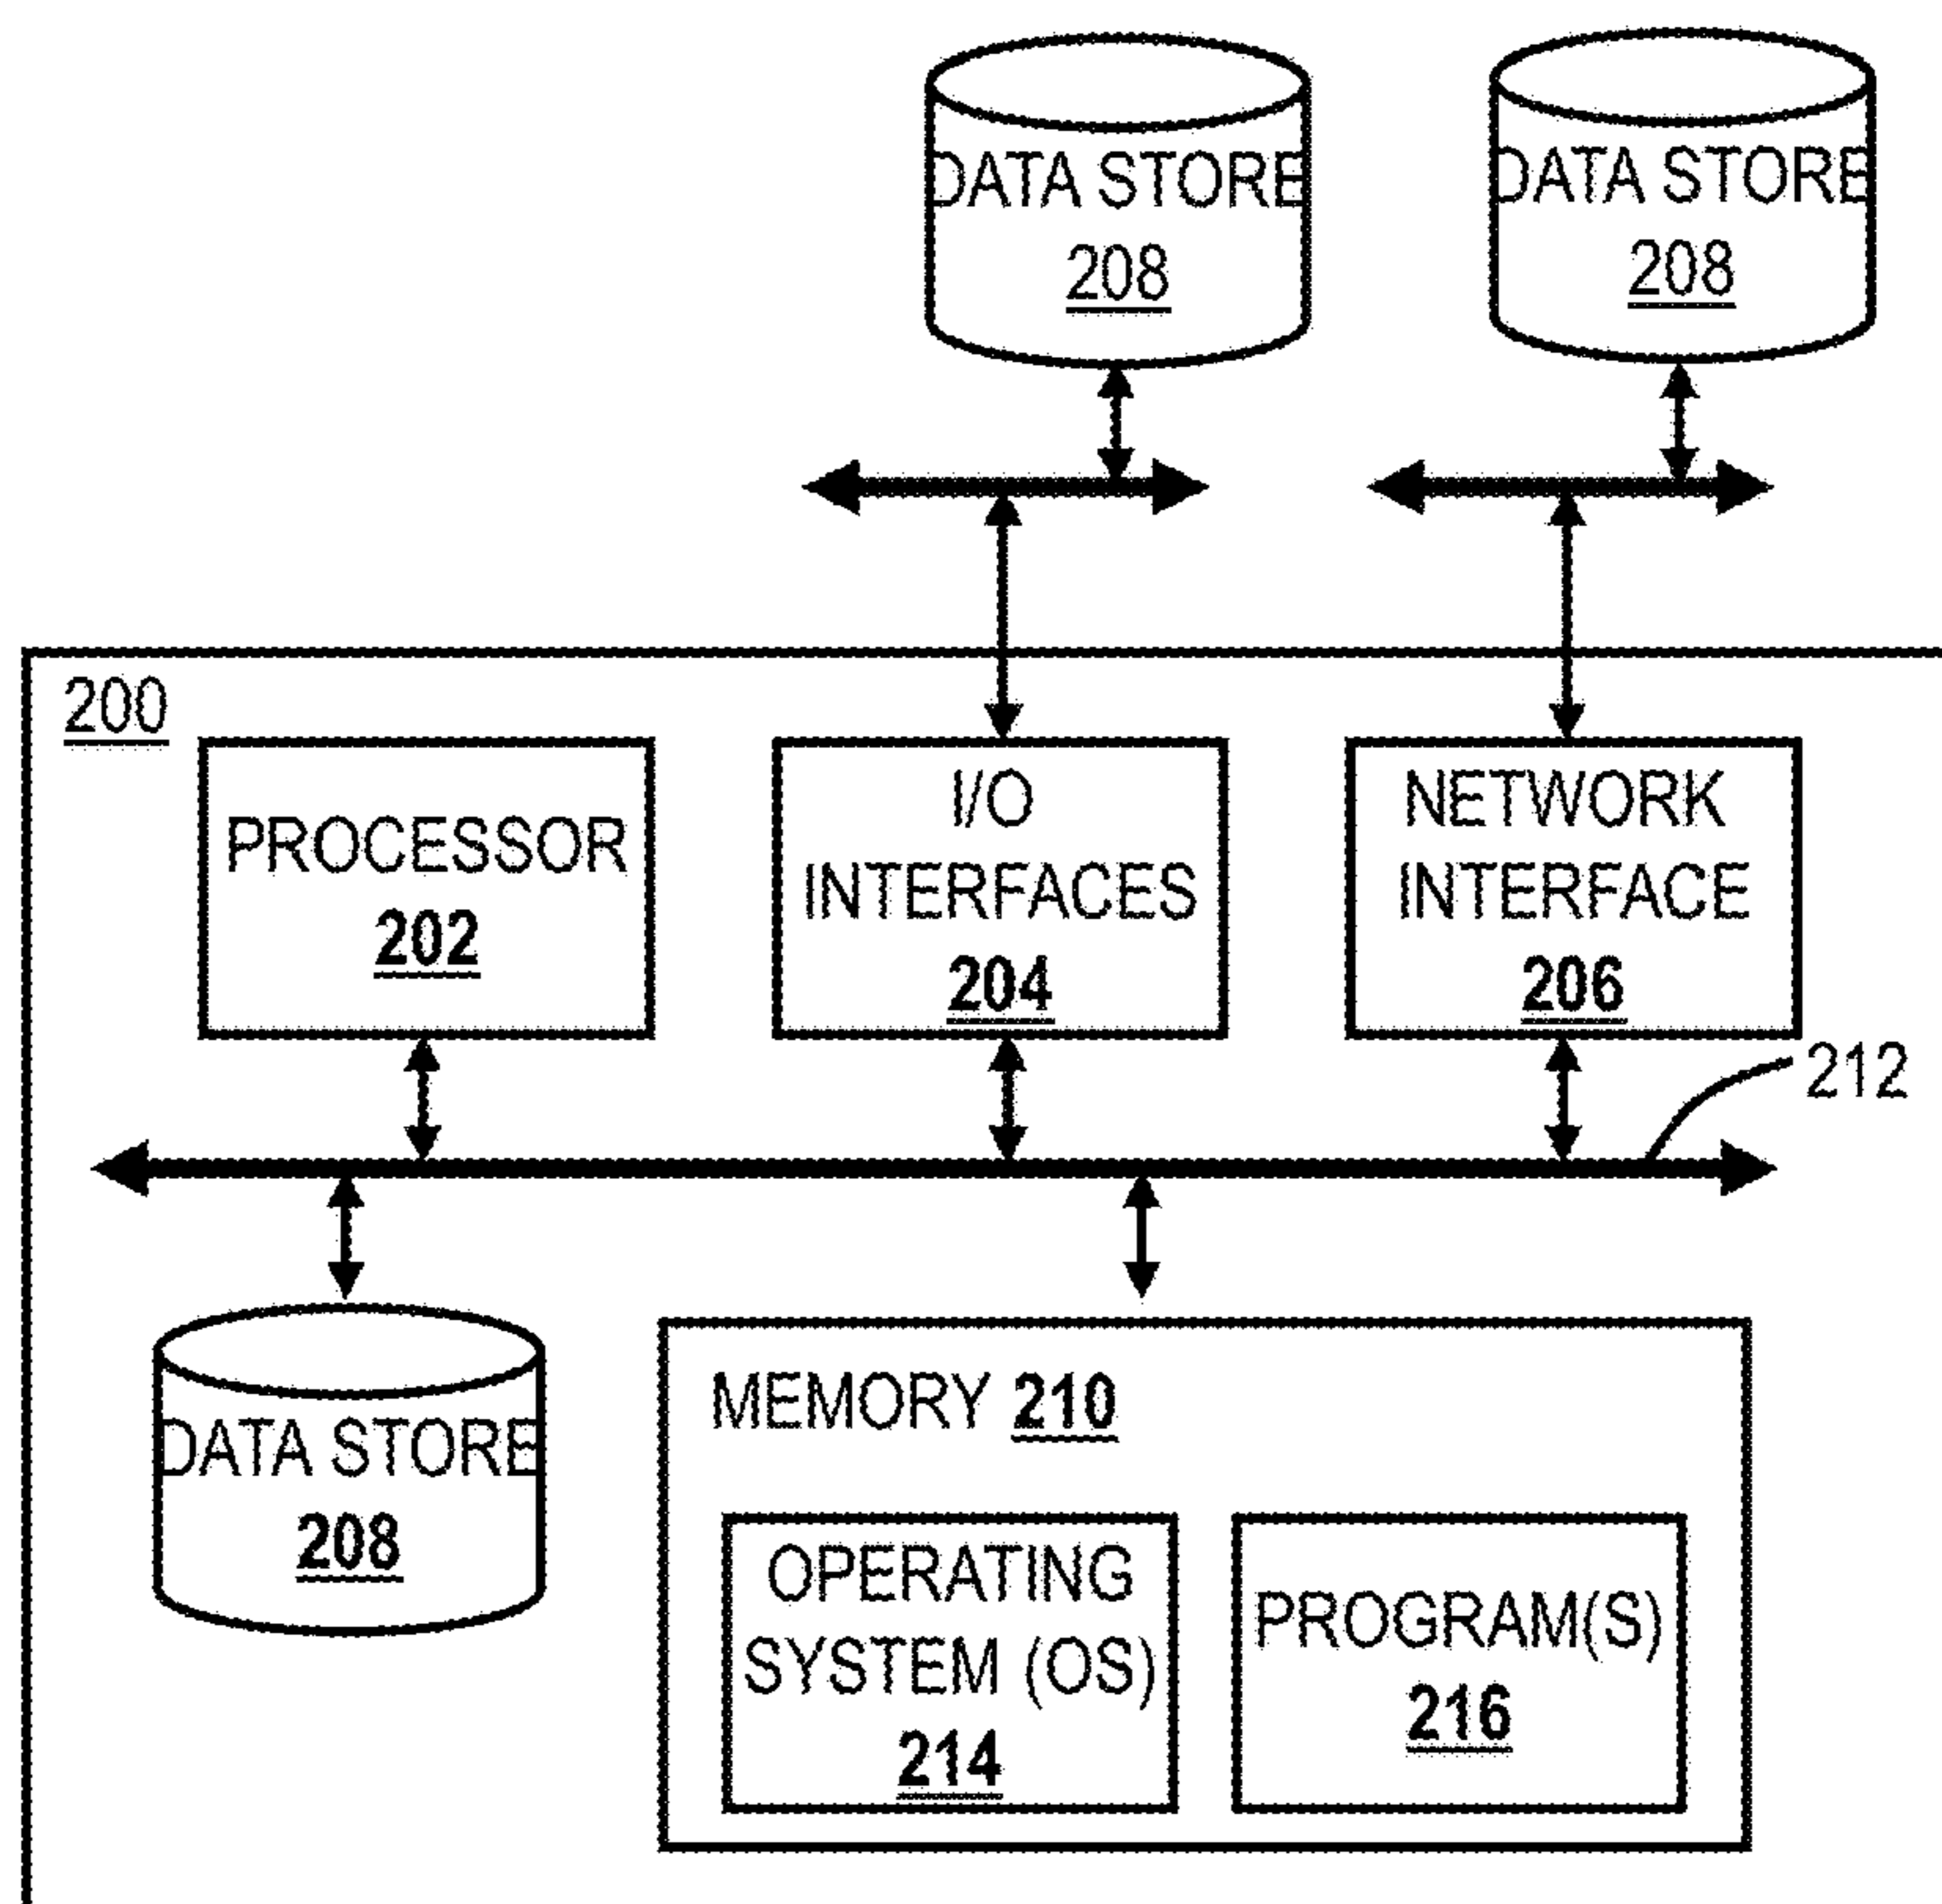 DATA STORE
208
DATA STORE
208
200
PROCESSOR
202
I/O
INTERFACES
204
NETWORK
INTERFACE
206
212
DATA STORE
208
MEMORY 210
OPERATING
SYSTEM (OS)
214
PROGRAM(S)
216